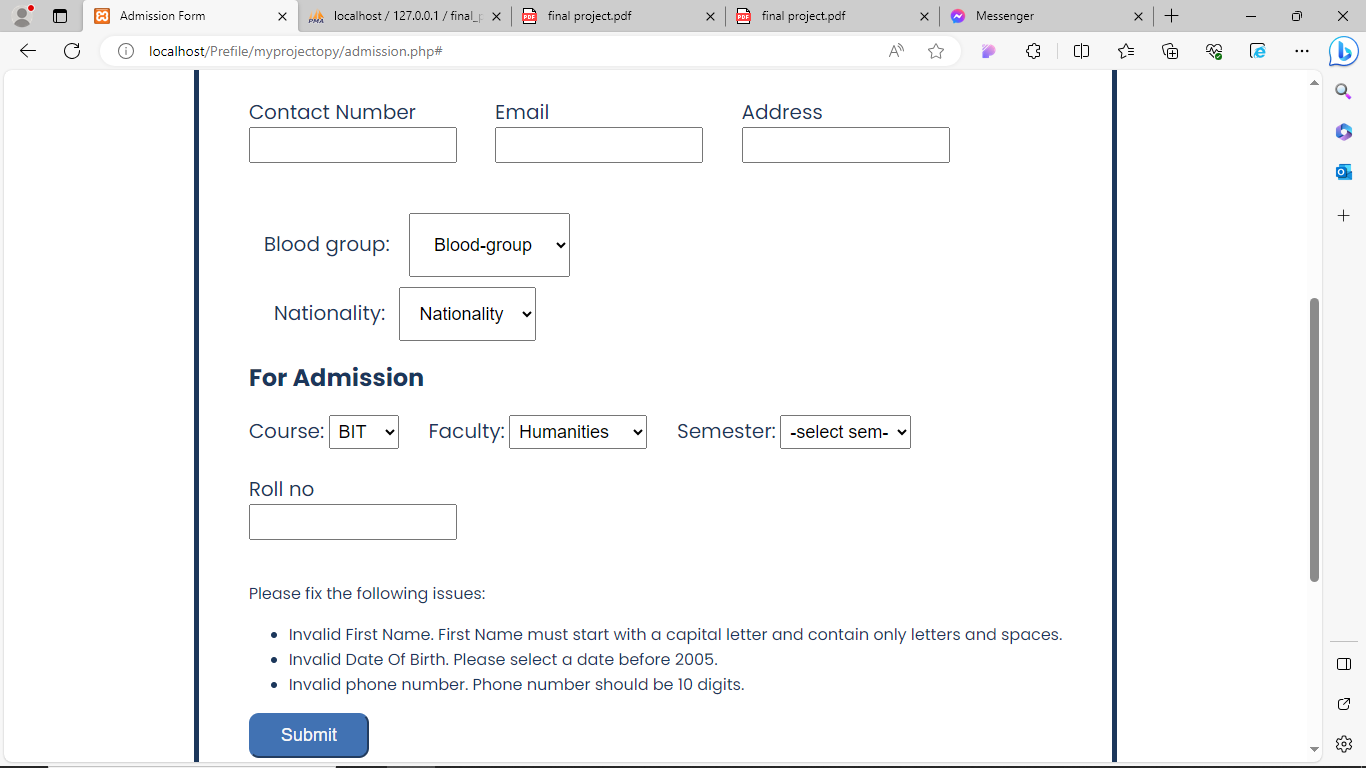 Admission Form
localhost / 127.0.0.1 / final_p
final project.pdf
final project.pdf
Messenger
localhost/Prefile/myprojectopy/admission.php#
Contact Number Email Address
Blood group: Blood-group
Nationality: Nationality
For Admission
Course: BIT Faculty: Humanities Semester: -select sem-
Roll no
Please fix the following issues:
Invalid First Name. First Name must start with a capital letter and contain only letters and spaces.
Invalid Date Of Birth. Please select a date before 2005.
Invalid phone number. Phone number should be 10 digits.
Submit